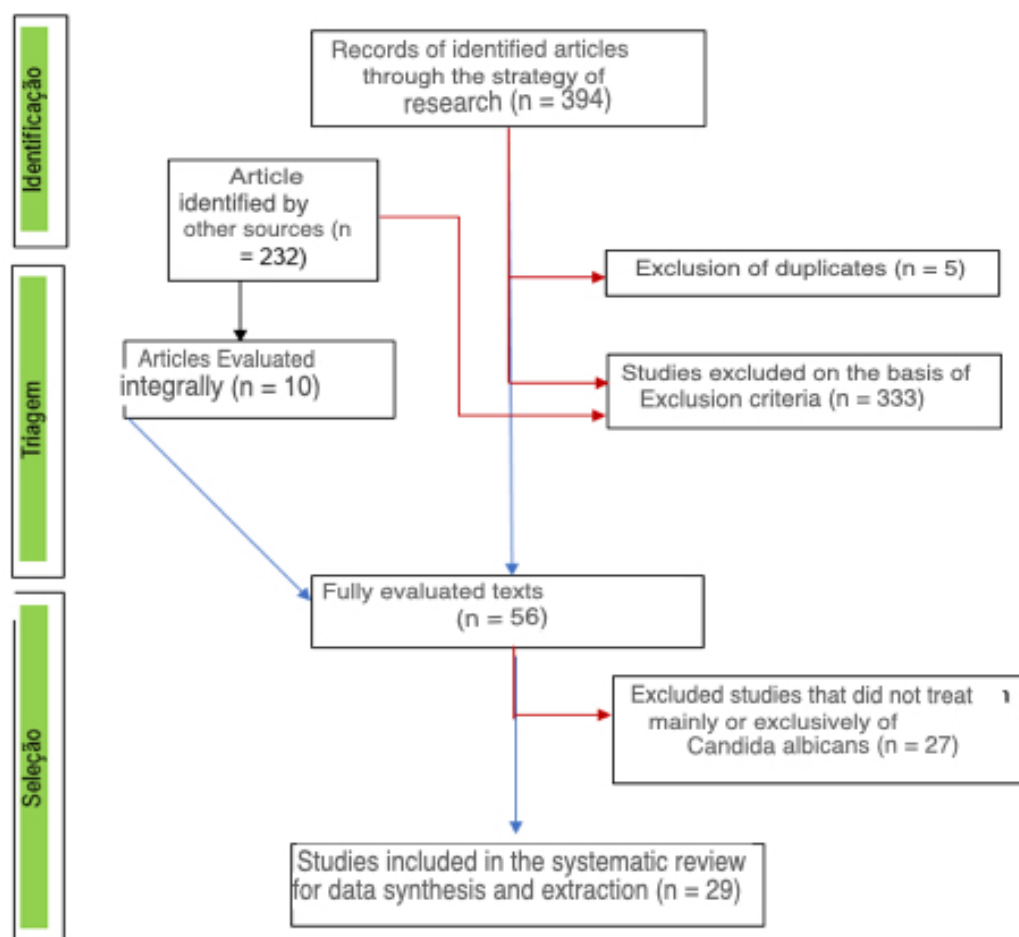 Identificação
Records of identified articles
through the strategy of
research (n = 394)
Article
identified by
other sources (n
= 232)
Exclusion of duplicates (n = 5)
Triagem
Articles Evaluated
integrally (n = 10)
Studies excluded on the basis of
Exclusion criteria (n = 333)
Seleção
Fully evaluated texts
(n = 56)
Excluded studies that did not treat
mainly or exclusively of
Candida albicans (n = 27)
Studies included in the systematic review
for data synthesis and extraction (n = 29)